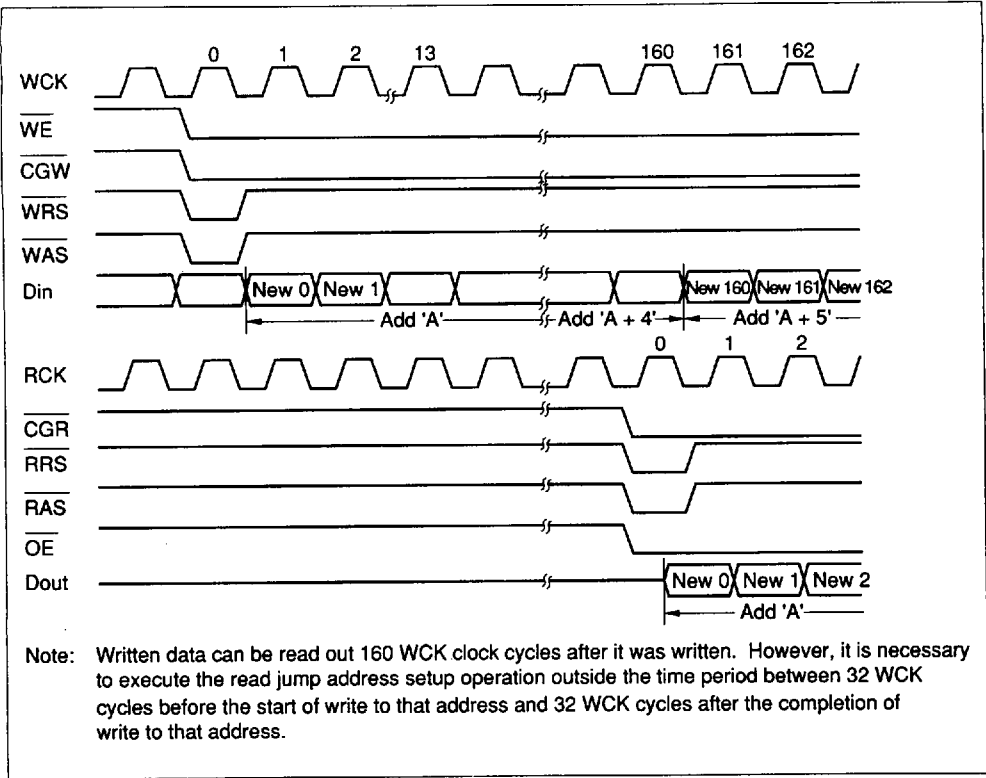 0 1 2 13 160 161 162
WCK
WE
CGW
WRS
WAS
Din New 0 New 1 New 160 New 161 New 162
Add 'A' Add 'A + 4' Add 'A + 5'
0 1 2
RCK
CGR
RRS
RAS
OE
Dout New 0 New 1 New 2
Add 'A'
Note: Written data can be read out 160 WCK clock cycles after it was written. However, it is necessary
to execute the read jump address setup operation outside the time period between 32 WCK
cycles before the start of write to that address and 32 WCK cycles after the completion of
write to that address.